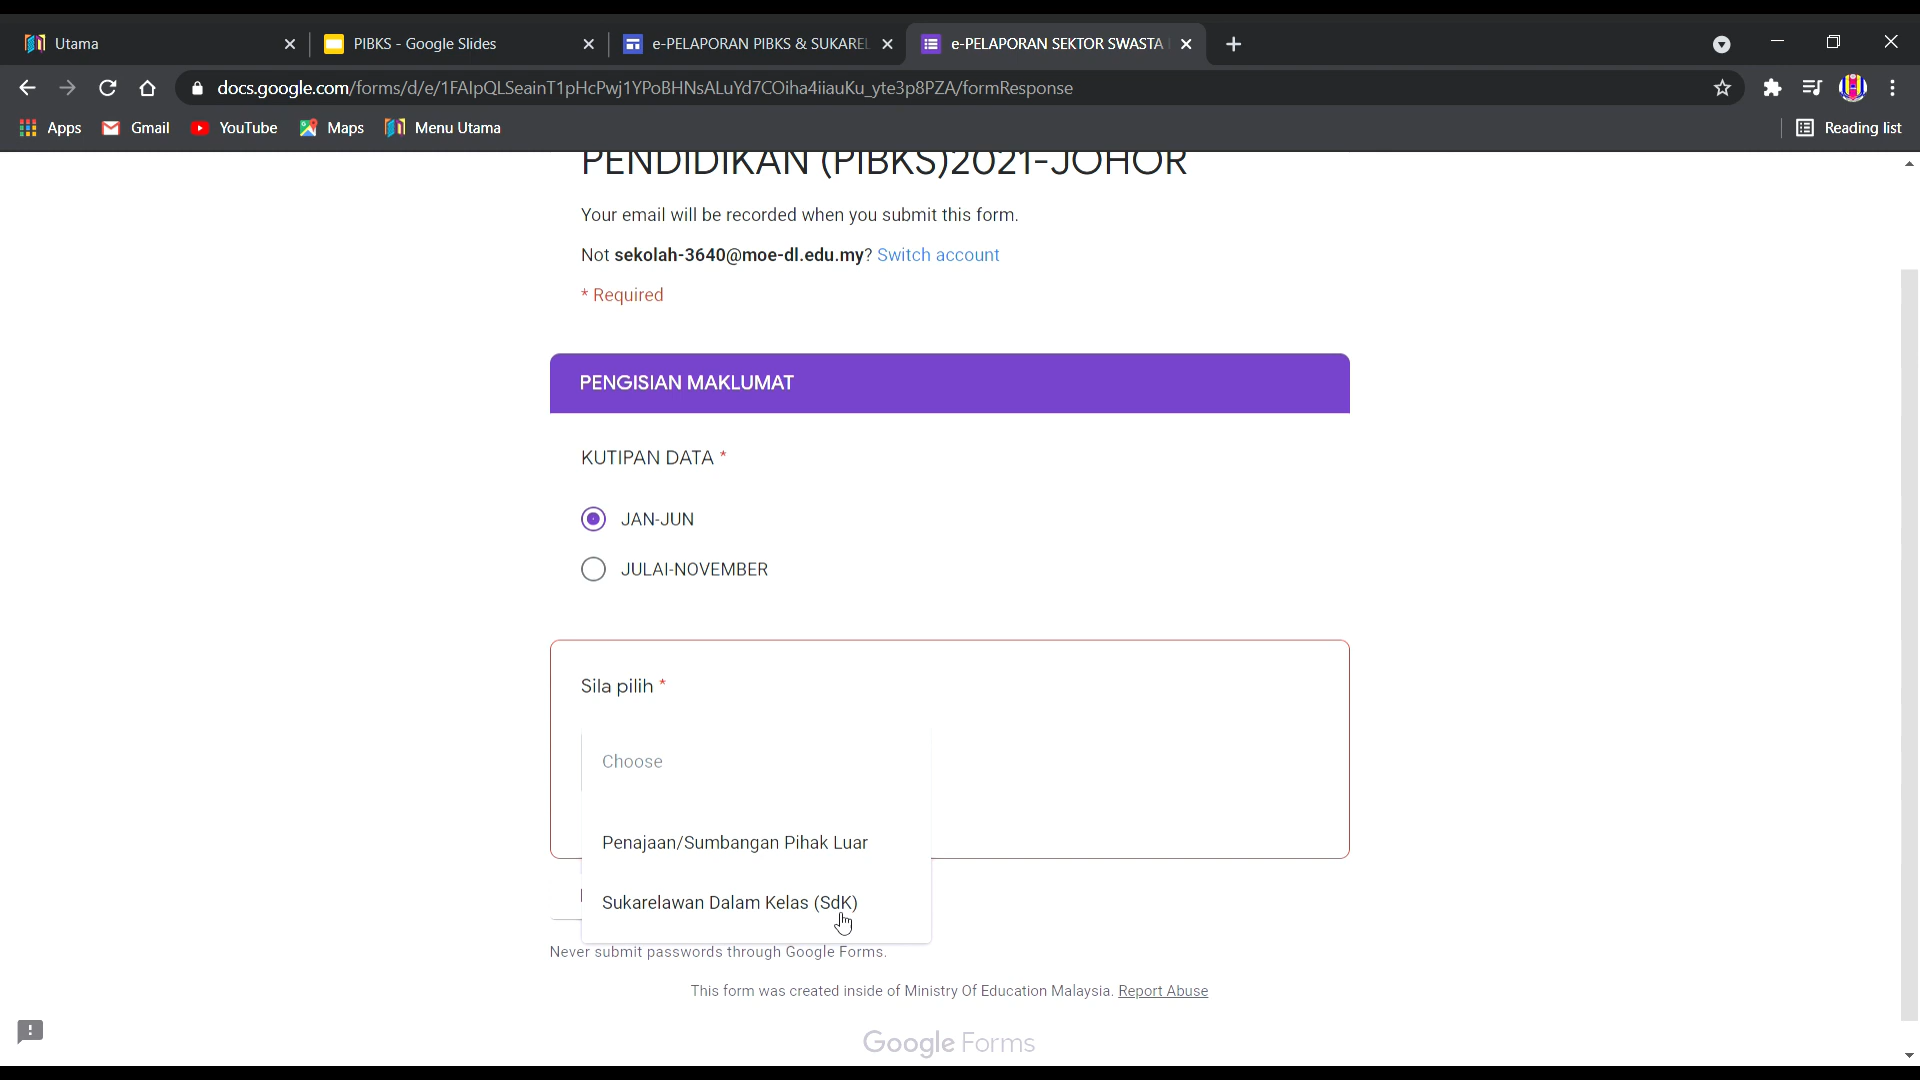 Utama
PIBKS - Google Slides
e-PELAPORAN PIBKS & SUKAREL
e-PELAPORAN SEKTOR SWASTA
docs.google.com/forms/d/e/1FAIpQLSeainT1pHcPwj1YPoBHNsALuYd7COiha4iiauKu_yte3p8PZA/formResponse
Apps
Gmail
YouTube
Maps
Menu Utama
Reading list
PENDIDIKAN (PIBKS)2021-JOHOR
Your email will be recorded when you submit this form.
Not sekolah-3640@moe-dl.edu.my? Switch account
* Required
PENGISIAN MAKLUMAT
KUTIPAN DATA *
JAN-JUN
JULAI-NOVEMBER
Sila pilih *
Choose
Penajaan/Sumbangan Pihak Luar
Sukarelawan Dalam Kelas (SdK)
Never submit passwords through Google Forms.
This form was created inside of Ministry Of Education Malaysia. Report Abuse
Google Forms